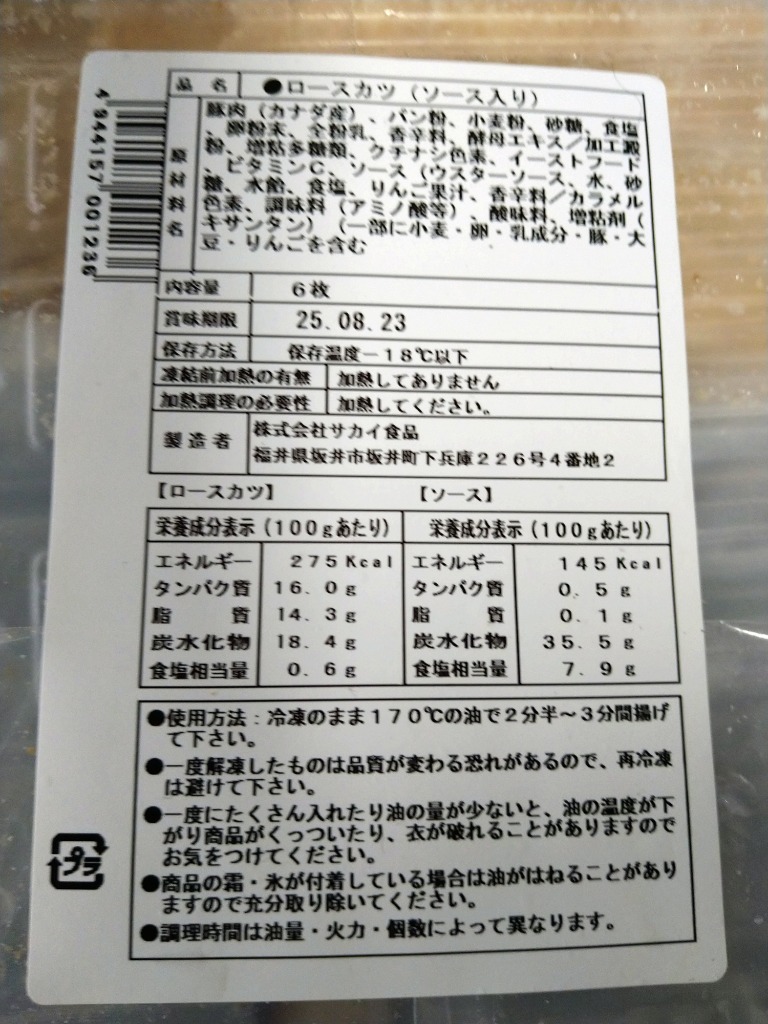 品名 ●ロースカツ（ソース入り）
原材料名
豚肉（カナダ産）、パン粉、小麦粉、砂糖、食塩
、卵粉末、全粉乳、香辛料、酵母エキス／加工澱
粉、増粘多糖類、クチナシ色素、イーストフード
、ビタミンC、ソース（ウスターソース、水、砂
糖、水飴、食塩、りんご果汁、香辛料／カラメル
色素、調味料（アミノ酸等）、酸味料、増粘剤（
キサンタン）（一部に小麦・卵・乳成分・豚・大
豆・りんごを含む
内容量 6枚
賞味期限 25.08.23
保存方法 保存温度－18℃以下
凍結前加熱の有無 加熱してありません
加熱調理の必要性 加熱してください。
製造者 株式会社サカイ食品
福井県坂井市坂井町下兵庫226号4番地2
【ロースカツ】 【ソース】
栄養成分表示（100gあたり） 栄養成分表示（100gあたり）
エネルギー 275Kcal エネルギー 145Kcal
タンパク質 16.0g タンパク質 0.5g
脂質 14.3g 脂質 0.1g
炭水化物 18.4g 炭水化物 35.5g
食塩相当量 0.6g 食塩相当量 7.9g
●使用方法：冷凍のまま170℃の油で2分半～3分間揚げ
て下さい。
●一度解凍したものは品質が変わる恐れがあるので、再冷凍
は避けて下さい。
●一度にたくさん入れたり油の量が少ないと、油の温度が下
がり商品がくっついたり、衣が破れることがありますので
お気をつけてください。
●商品の霜・氷が付着している場合は油がはねることがあり
ますので充分取り除いてください。
●調理時間は油量・火力・個数によって異なります。
4 944157 001236
プラ